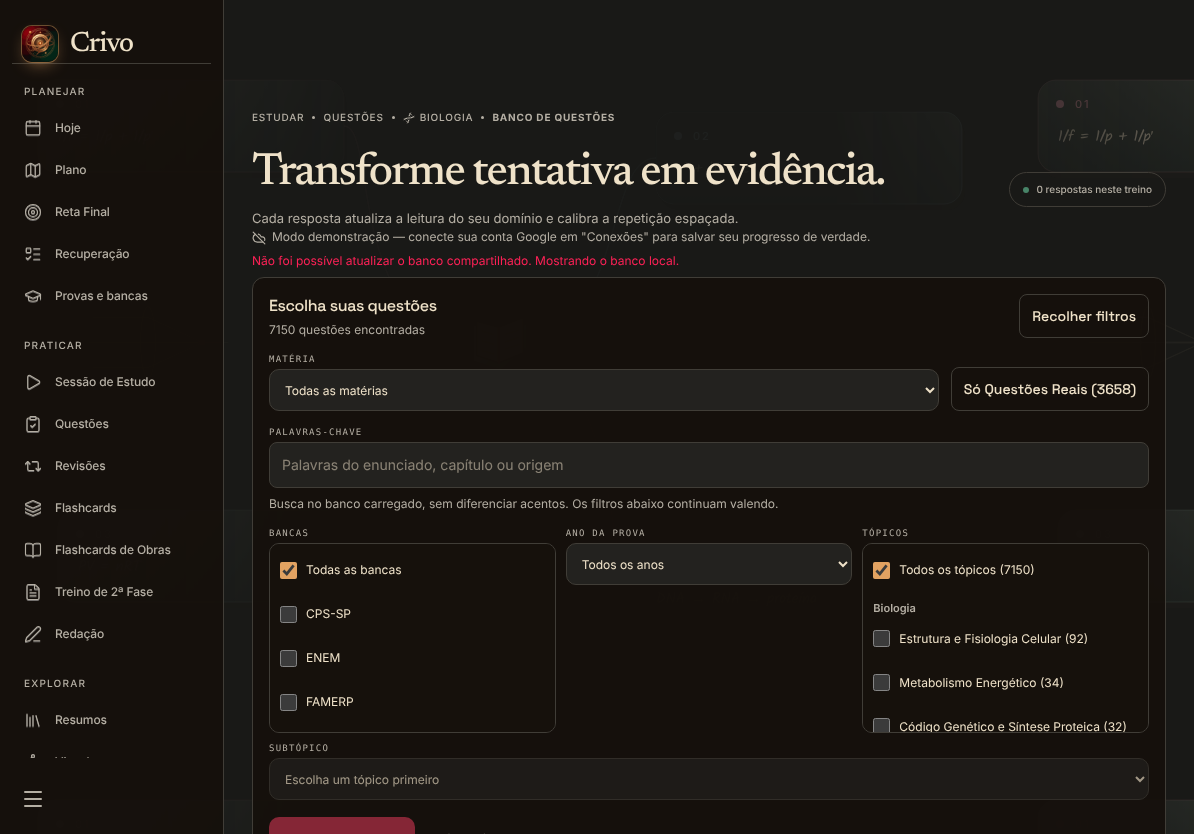 Crivo
PLANEJAR
Hoje
Plano
Reta Final
Recuperação
Provas e bancas
PRATICAR
Sessão de Estudo
Questões
Revisões
Flashcards
Flashcards de Obras
Treino de 2ª Fase
Redação
EXPLORAR
Resumos
01
1/f = 1/p + 1/p'
ESTUDAR • QUESTÕES • BIOLOGIA • BANCO DE QUESTÕES
Transforme tentativa em evidência.
0 respostas neste treino
Cada resposta atualiza a leitura do seu domínio e calibra a repetição espaçada.
Modo demonstração — conecte sua conta Google em "Conexões" para salvar seu progresso de verdade.
Não foi possível atualizar o banco compartilhado. Mostrando o banco local.
Escolha suas questões
7150 questões encontradas
Recolher filtros
MATÉRIA
Todas as matérias
Só Questões Reais (3658)
PALAVRAS-CHAVE
Palavras do enunciado, capítulo ou origem
Busca no banco carregado, sem diferenciar acentos. Os filtros abaixo continuam valendo.
BANCAS
Todas as bancas
CPS-SP
ENEM
FAMERP
ANO DA PROVA
Todos os anos
TÓPICOS
Todos os tópicos (7150)
Biologia
Estrutura e Fisiologia Celular (92)
Metabolismo Energético (34)
Código Genético e Síntese Proteica (32)
SUBTÓPICO
Escolha um tópico primeiro